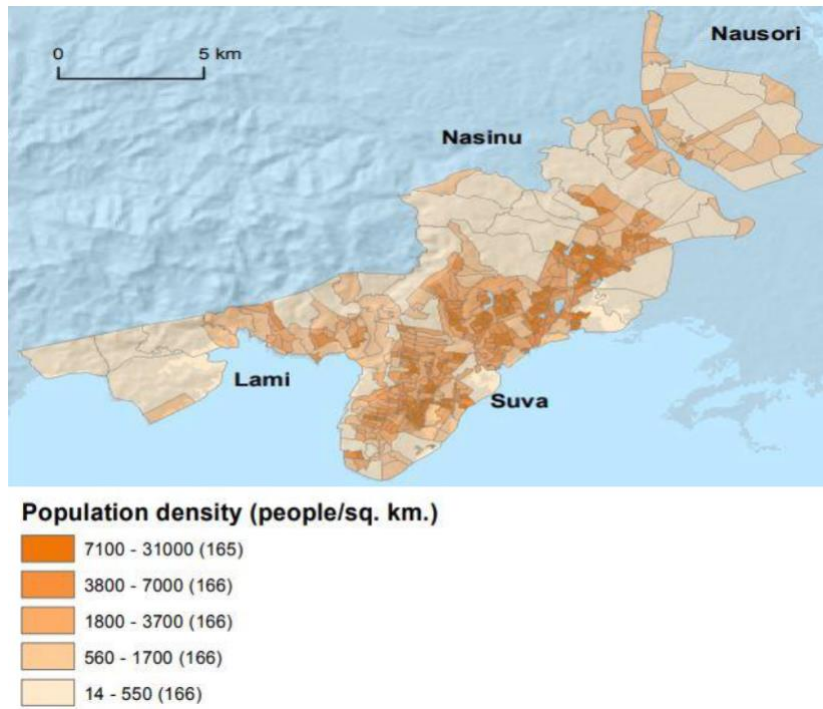 Nausori
0 5 km
Nasinu
Lami
Suva
Population density (people/sq. km.)
7100 - 31000 (165)
3800 - 7000 (166)
1800 - 3700 (166)
560 - 1700 (166)
14 - 550 (166)